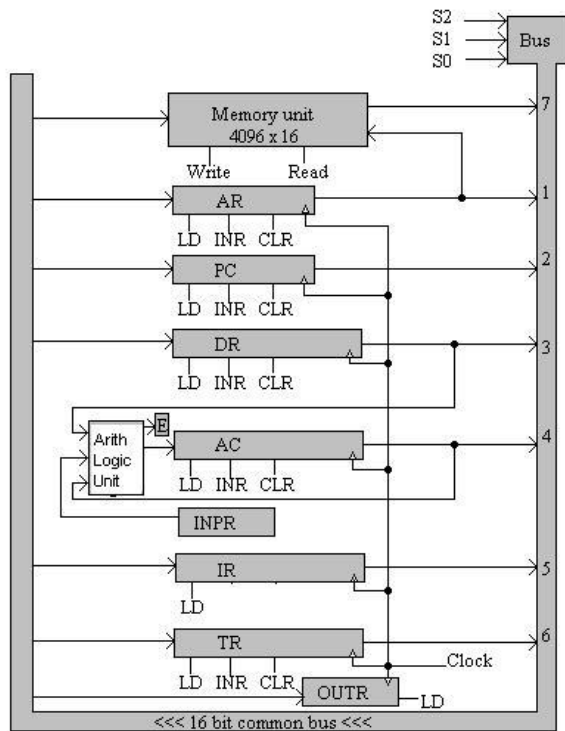 S2
S1
Bus
S0
7
Memory unit
4096 x 16
Write Read
1
AR
LD INR CLR
2
PC
LD INR CLR
3
DR
LD INR CLR
E
4
Arith
Logic
Unit
AC
LD INR CLR
INPR
5
IR
LD
6
TR
Clock
LD INR CLR
OUTR
LD
<<< 16 bit common bus <<<